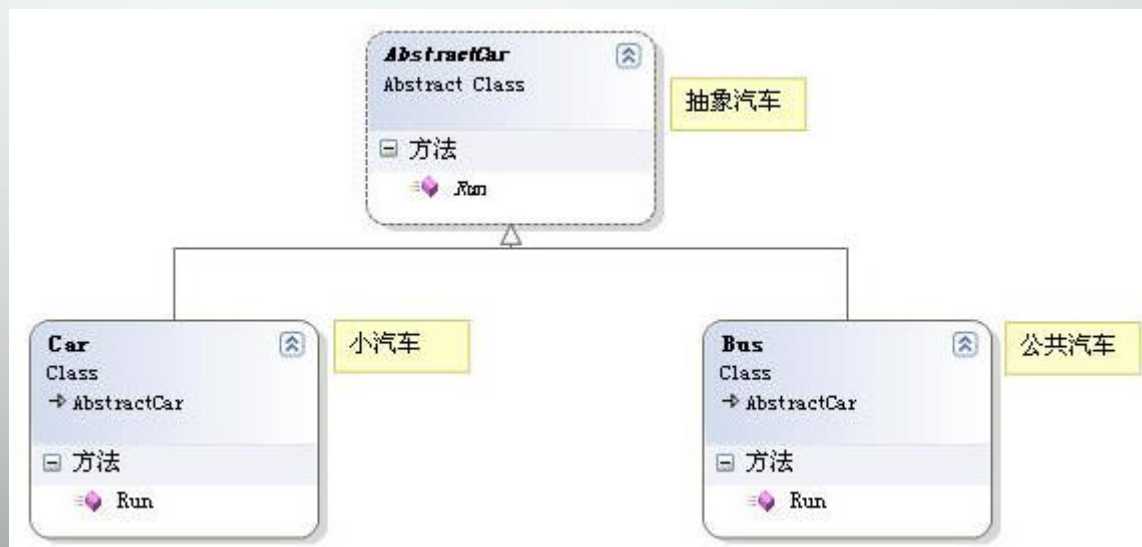 AbstractCar
Abstract Class
抽象汽车
方法
Run
Car
Class
AbstractCar
小汽车
方法
Run
Bus
Class
AbstractCar
公共汽车
方法
Run